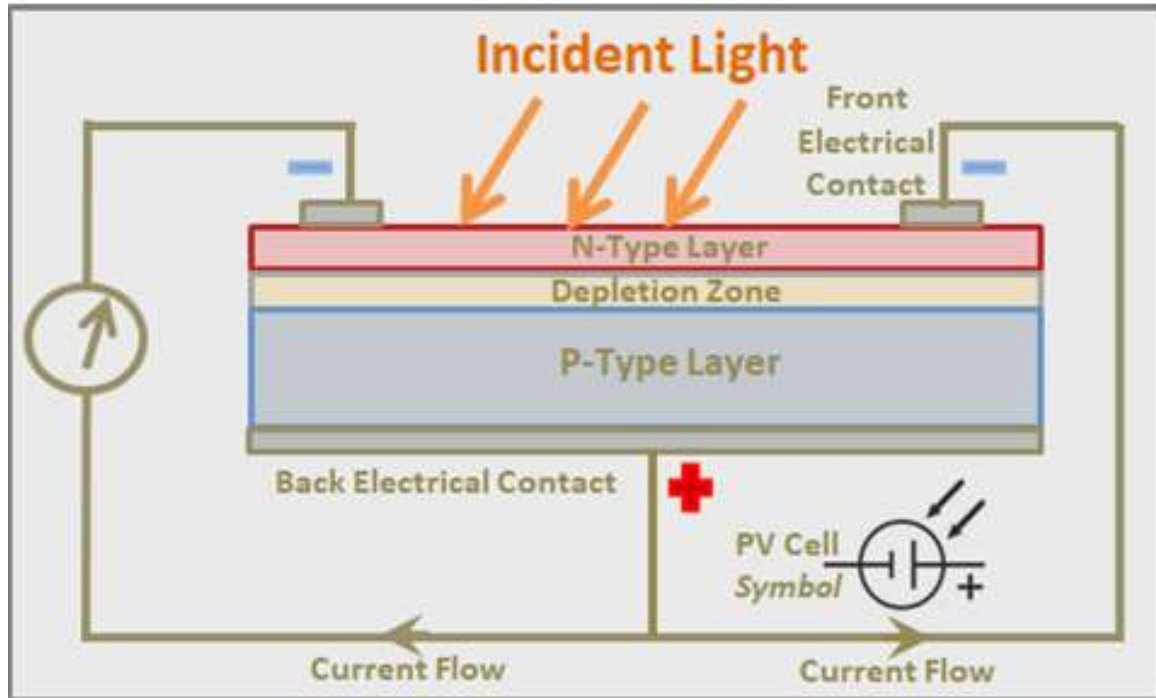 Incident Light
Front
Electrical
Contact
N-Type Layer
Depletion Zone
P-Type Layer
Back Electrical Contact
PV Cell
Symbol
Current Flow
Current Flow